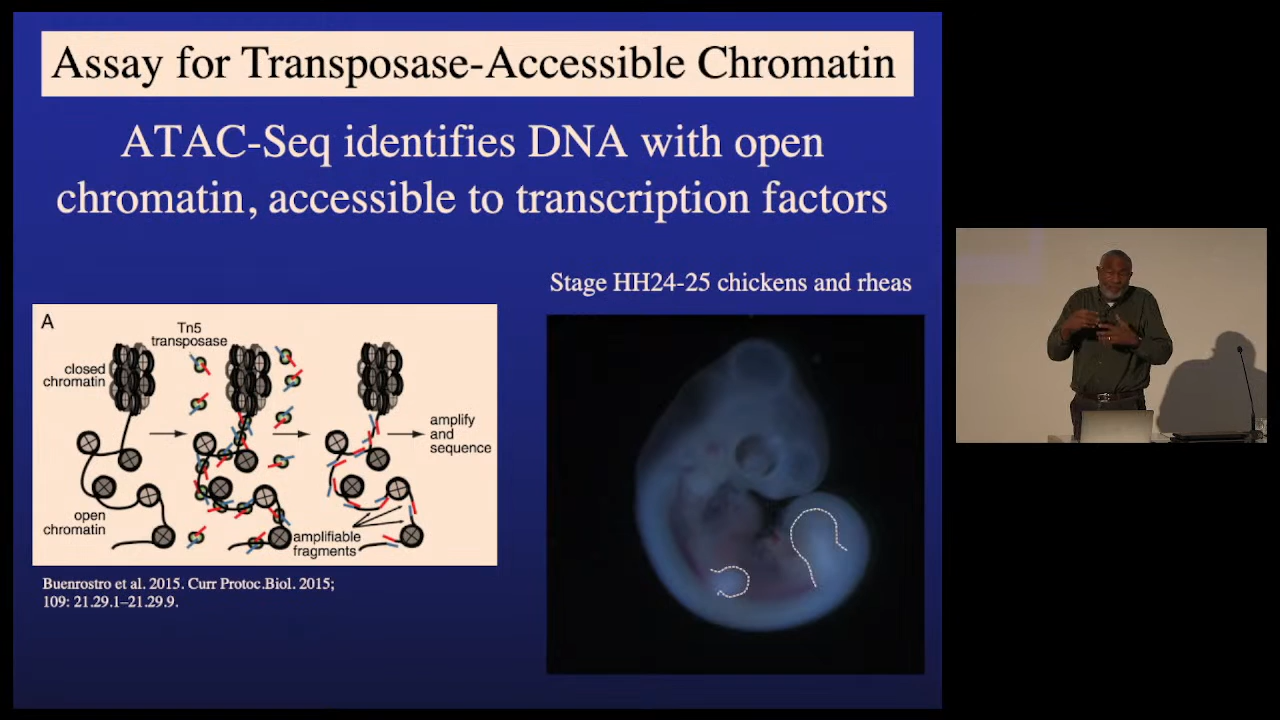 Assay for Transposase-Accessible Chromatin
ATAC-Seq identifies DNA with open
chromatin, accessible to transcription factors
Stage HH24-25 chickens and rheas
A
Tn5
transposase
closed
chromatin
amplify
and
sequence
open
chromatin
amplifiable
fragments
Buenrostro et al. 2015. Curr Protoc.Biol. 2015;
109: 21.29.1–21.29.9.